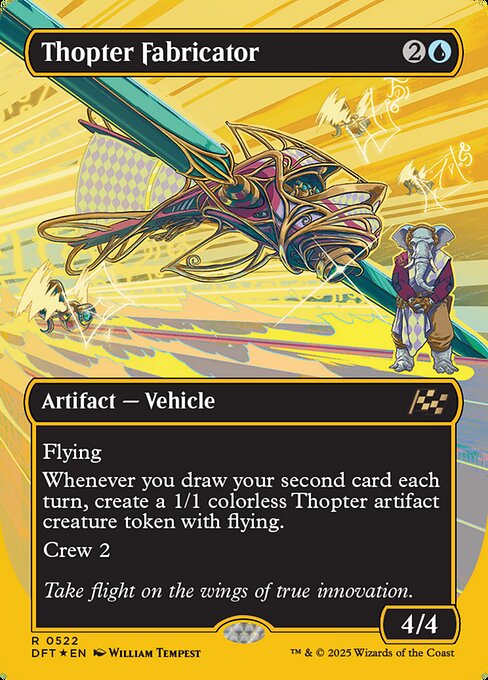 Thopter Fabricator 2
Artifact — Vehicle
Flying
Whenever you draw your second card each
turn, create a 1/1 colorless Thopter artifact
creature token with flying.
Crew 2
Take flight on the wings of true innovation.
4/4
R 0522
DFT★EN William Tempest
™ & © 2025 Wizards of the Coast